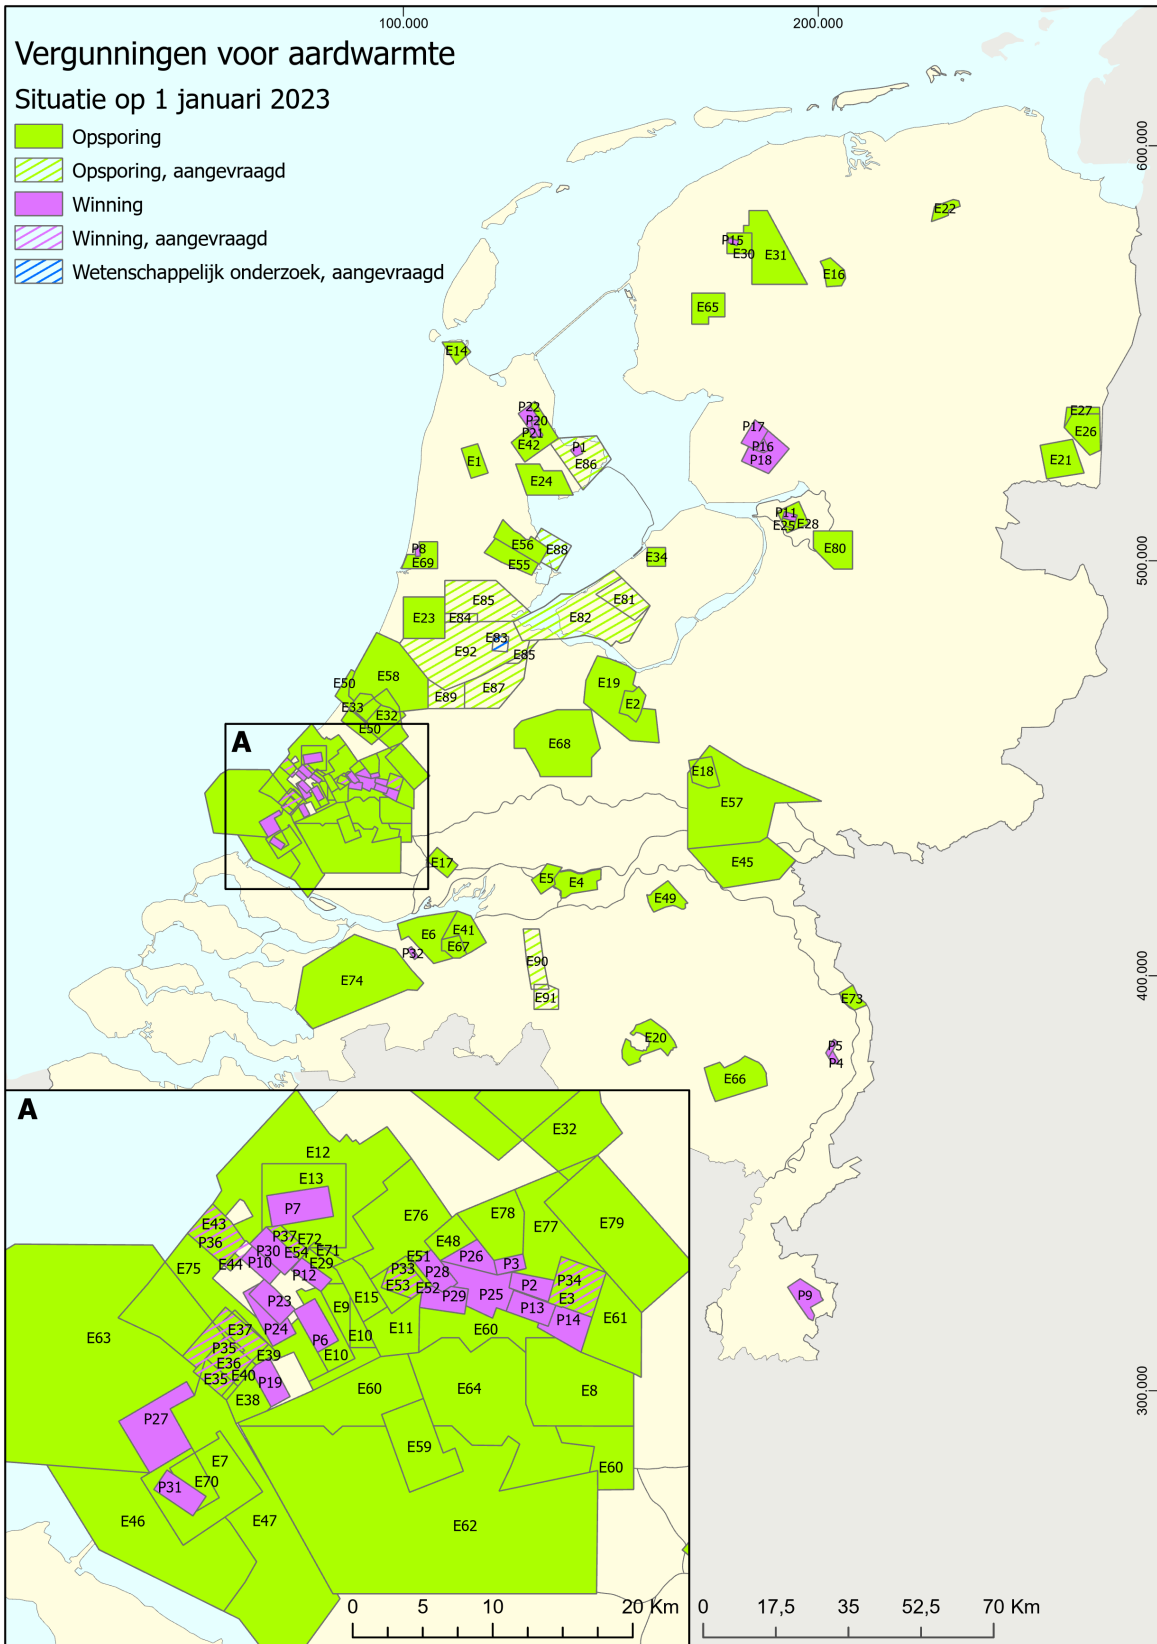 100.000
200.000
Vergunningen voor aardwarmte
Situatie op 1 januari 2023
Opsporing
Opsporing, aangevraagd
Winning
Winning, aangevraagd
Wetenschappelijk onderzoek, aangevraagd
600.000
500.000
400.000
300.000
E22
P15
E30
E31
E16
E65
E14
P22
P20
P21
E42
P1
E86
E1
E24
P17
P16
P18
E27
E26
E21
P11
E25
E28
E80
P8
E69
E56
E55
E88
E34
E85
E84
E23
E81
E82
E83
E92
E85
E58
E50
E33
E32
E50
E89
E87
E19
E2
E68
A
E18
E57
E45
E17
E5
E4
E49
E6
E41
E67
P32
E74
E90
E91
E73
E20
E66
P5
P4
P9
A
E32
E12
E13
P7
E43
P36
E76
E78
E77
E79
P37
E72
P30
E54
E71
E29
E44
P10
P12
E75
E48
E51
P26
P3
P33
P28
E53
E52
P29
P2
P25
P13
P34
E3
P14
E61
P23
E9
E15
E63
E37
P24
P6
E10
E11
E60
P35
E36
E39
E10
E35
E40
P19
E38
E60
E64
E8
P27
E59
E7
E70
P31
E60
E46
E47
E62
0 5 10 20 Km
0 17,5 35 52,5 70 Km